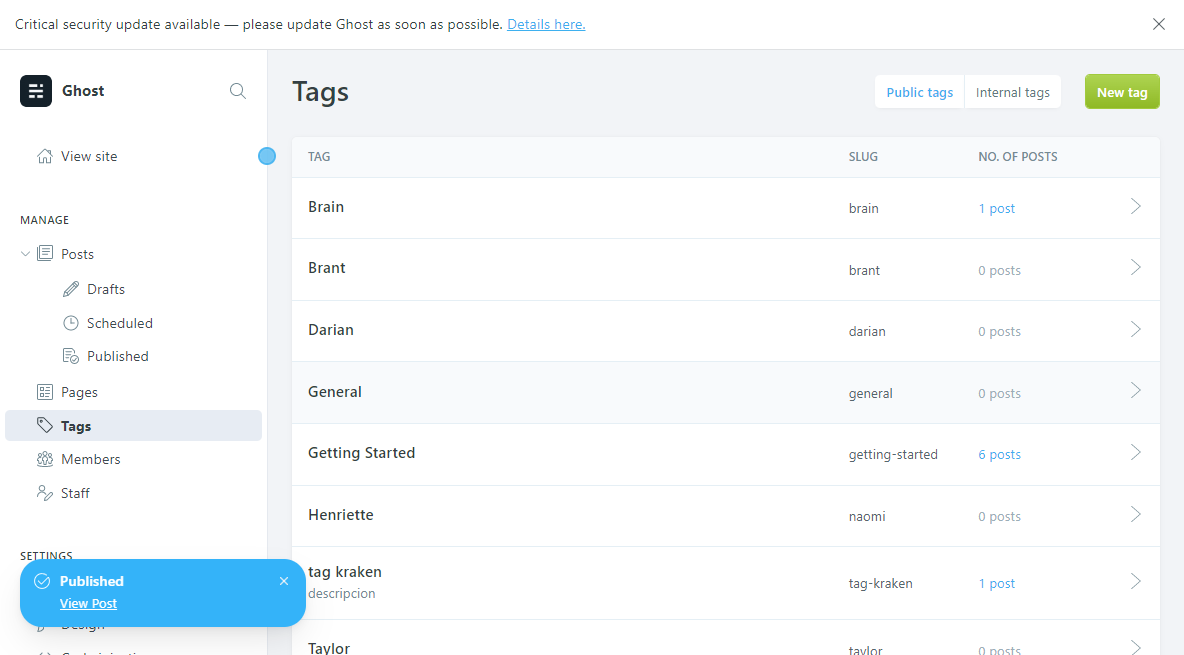 Critical security update available — please update Ghost as soon as possible. Details here.
Ghost
View site
MANAGE
Posts
Drafts
Scheduled
Published
Pages
Tags
Members
Staff
SETTINGS
Published
View Post
Design
Tags
Public tags
Internal tags
New tag
TAG SLUG NO. OF POSTS
Brain brain 1 post
Brant brant 0 posts
Darian darian 0 posts
General general 0 posts
Getting Started getting-started 6 posts
Henriette naomi 0 posts
tag kraken tag-kraken 1 post
descripcion
Taylor taylor 0 posts